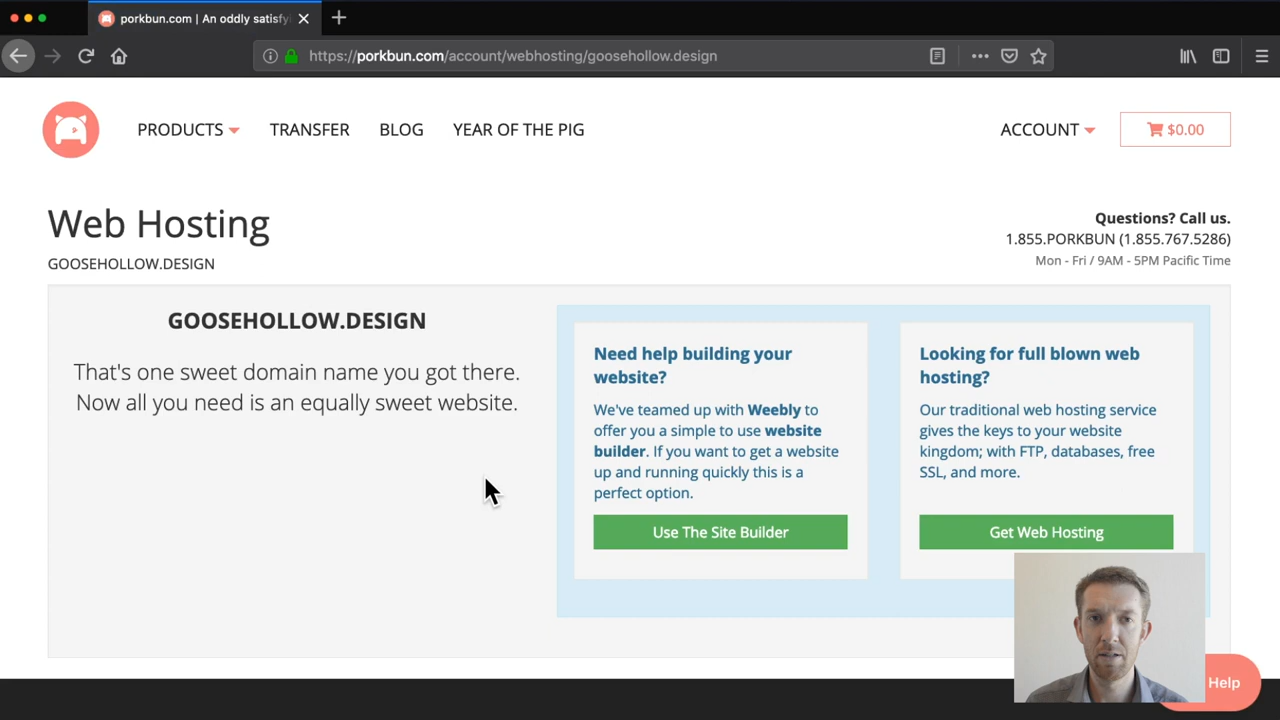 porkbun.com | An oddly satisfyi
https://porkbun.com/account/webhosting/goosehollow.design
PRODUCTS TRANSFER BLOG YEAR OF THE PIG ACCOUNT $0.00
Web Hosting
GOOSEHOLLOW.DESIGN
Questions? Call us.
1.855.PORKBUN (1.855.767.5286)
Mon - Fri / 9AM - 5PM Pacific Time
GOOSEHOLLOW.DESIGN
That's one sweet domain name you got there.
Now all you need is an equally sweet website.
Need help building your
website?
We've teamed up with Weebly to
offer you a simple to use website
builder. If you want to get a website
up and running quickly this is a
perfect option.
Use The Site Builder
Looking for full blown web
hosting?
Our traditional web hosting service
gives the keys to your website
kingdom; with FTP, databases, free
SSL, and more.
Get Web Hosting
Help